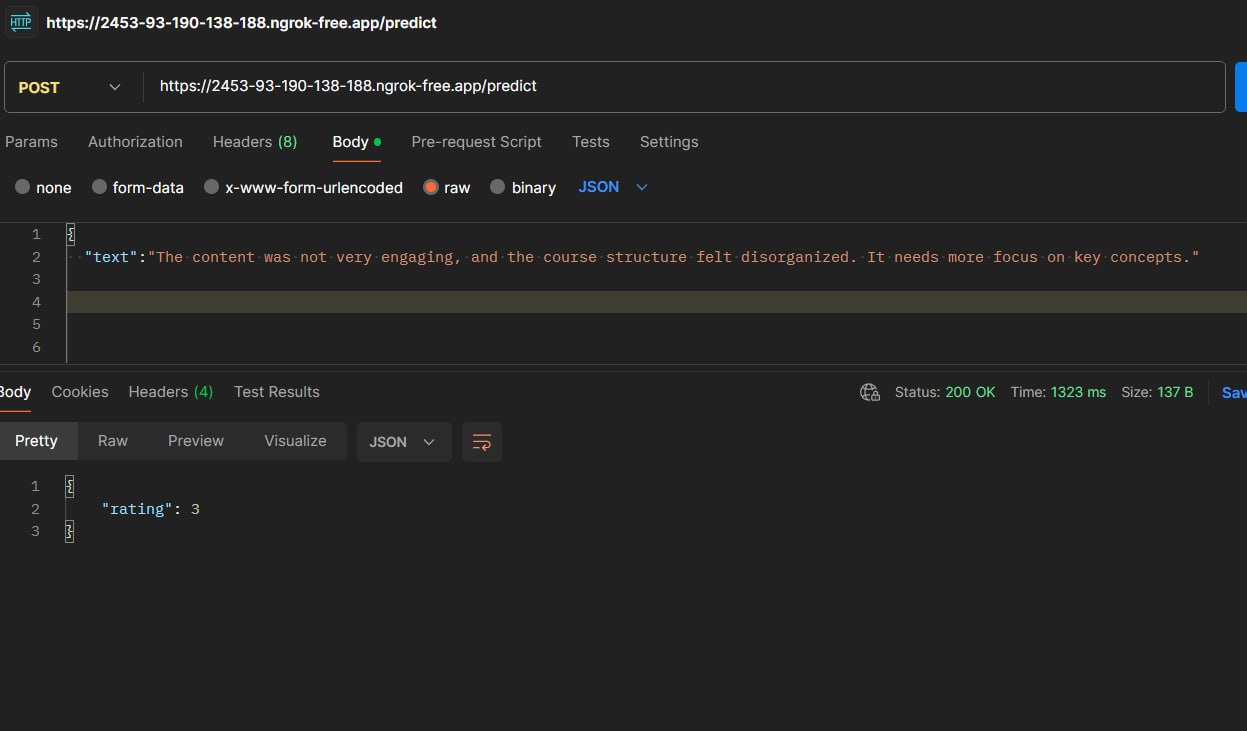 HTTP https://2453-93-190-138-188.ngrok-free.app/predict
POST https://2453-93-190-138-188.ngrok-free.app/predict
Params Authorization Headers (8) Body Pre-request Script Tests Settings
none form-data x-www-form-urlencoded raw binary JSON
1 {
2 "text":"The content was not very engaging, and the course structure felt disorganized. It needs more focus on key concepts."
3
4
5
6
Body Cookies Headers (4) Test Results Status: 200 OK Time: 1323 ms Size: 137 B Sav
Pretty Raw Preview Visualize JSON
1 {
2 "rating": 3
3 }